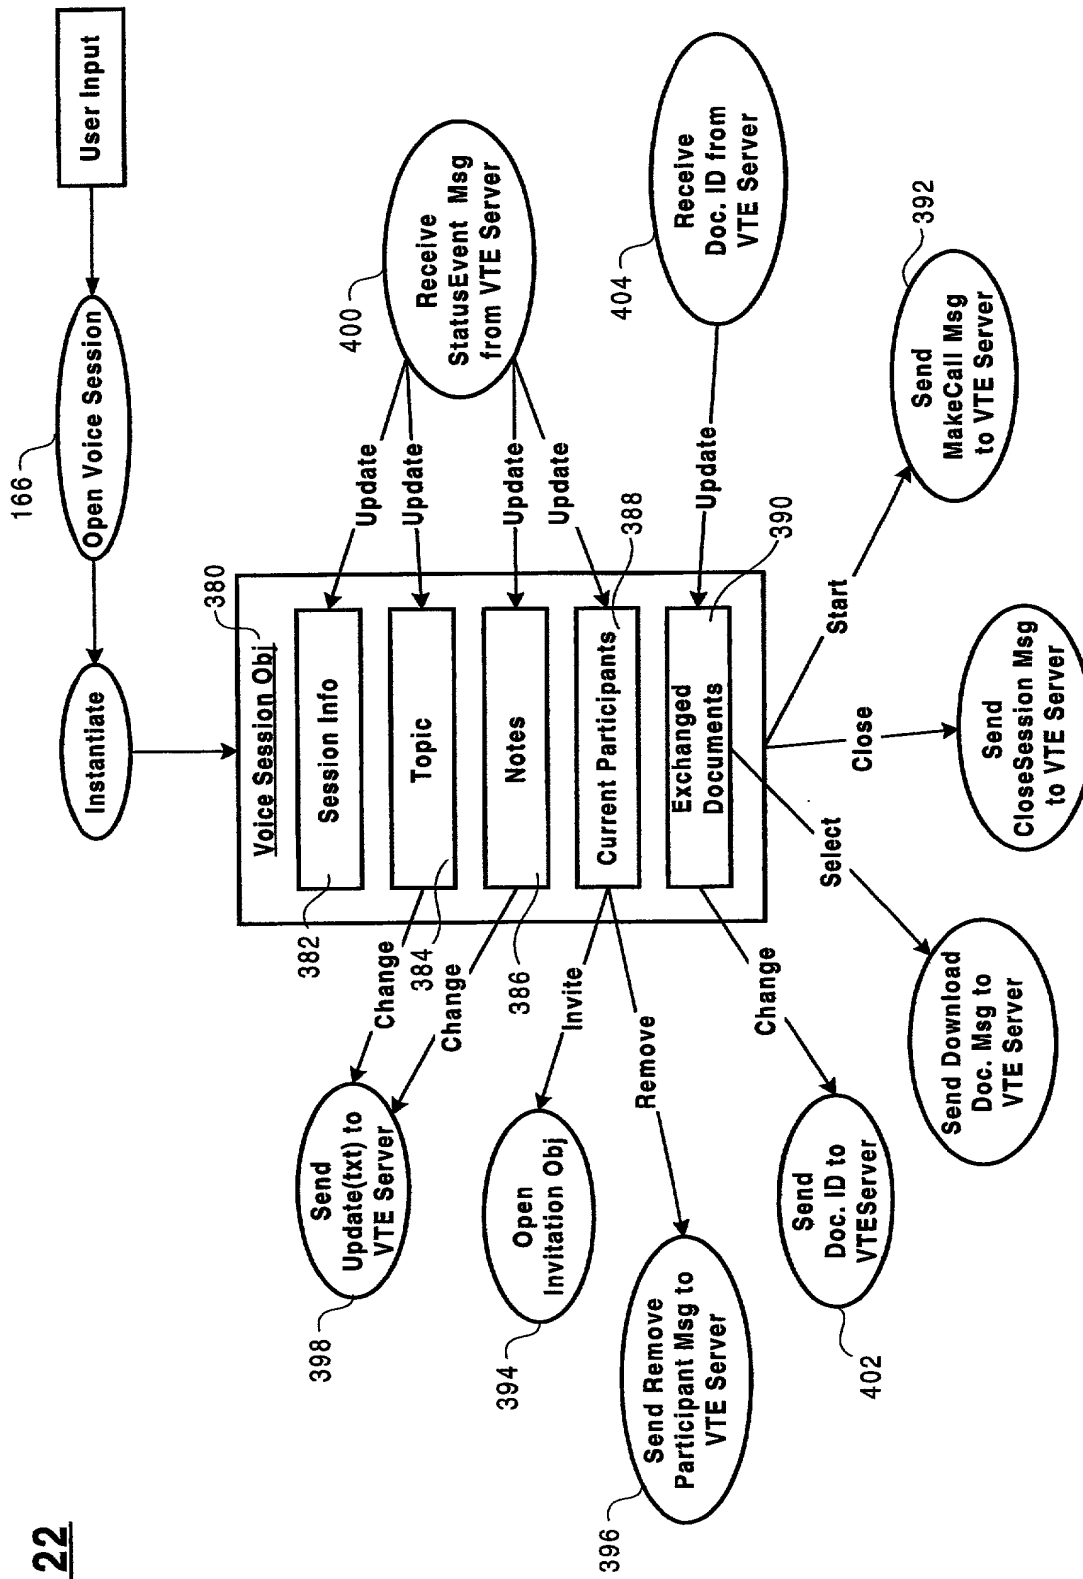 22
User Input
166
Open Voice Session
Instantiate
380
Voice Session Obj
Session Info
382
Topic
384
Notes
386
Current Participants
388
Exchanged
Documents
390
Update
Update
Update
Update
Update
400
Receive
StatusEvent Msg
from VTE Server
404
Receive
Doc. ID from
VTE Server
Change
Change
Invite
Remove
Change
Select
Close
Start
398
Send
Update(txt) to
VTE Server
394
Open
Invitation Obj
396
Send Remove
Participant Msg to
VTE Server
402
Send
Doc. ID to
VTEServer
Send Download
Doc. Msg to
VTE Server
Send
CloseSession Msg
to VTE Server
392
Send
MakeCall Msg
to VTE Server